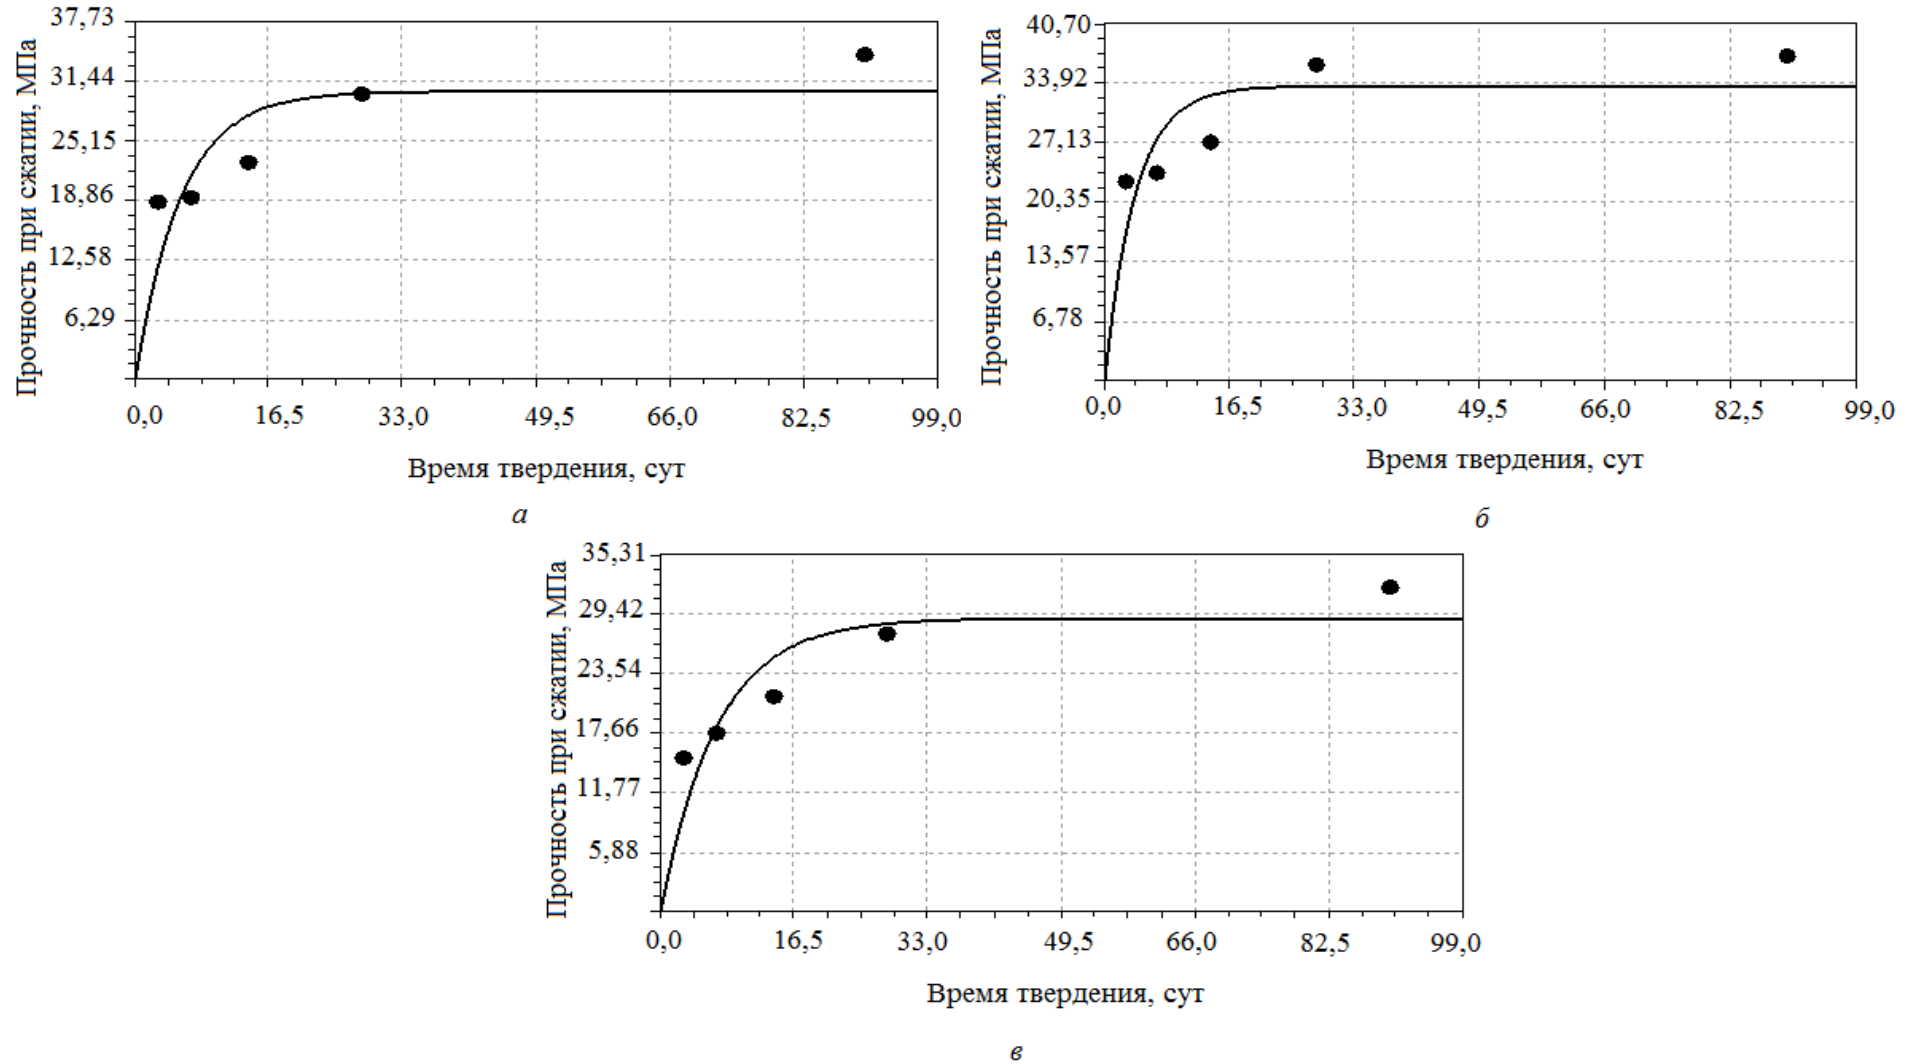 Прочность при сжатии, МПа
37,73
31,44
25,15
18,86
12,58
6,29
0,0 16,5 33,0 49,5 66,0 82,5 99,0
Время твердения, сут
а
Прочность при сжатии, МПа
40,70
33,92
27,13
20,35
13,57
6,78
0,0 16,5 33,0 49,5 66,0 82,5 99,0
Время твердения, сут
б
Прочность при сжатии, МПа
35,31
29,42
23,54
17,66
11,77
5,88
0,0 16,5 33,0 49,5 66,0 82,5 99,0
Время твердения, сут
в